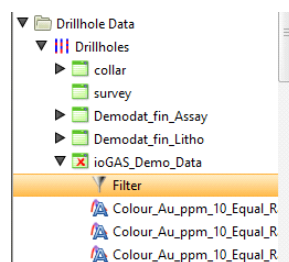 Drillhole Data
Drillholes
collar
survey
Demodat_fin_Assay
Demodat_fin_Litho
ioGAS_Demo_Data
Filter
Colour_Au_ppm_10_Equal_R
Colour_Au_ppm_10_Equal_R
Colour_Au_ppm_10_Equal_R